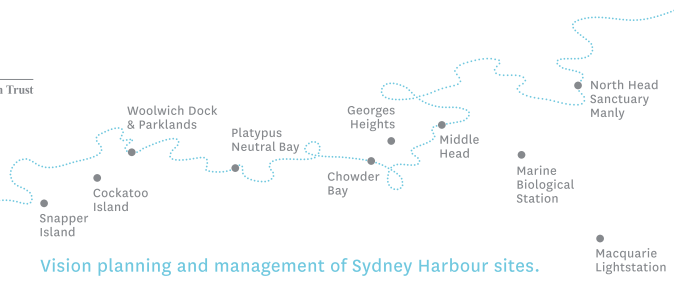 Trust
North Head
Sanctuary
Manly
Woolwich Dock
& Parklands
Georges
Heights
Platypus
Neutral Bay
Middle
Head
Chowder
Bay
Marine
Biological
Station
Cockatoo
Island
Snapper
Island
Macquarie
Lightstation
Vision planning and management of Sydney Harbour sites.